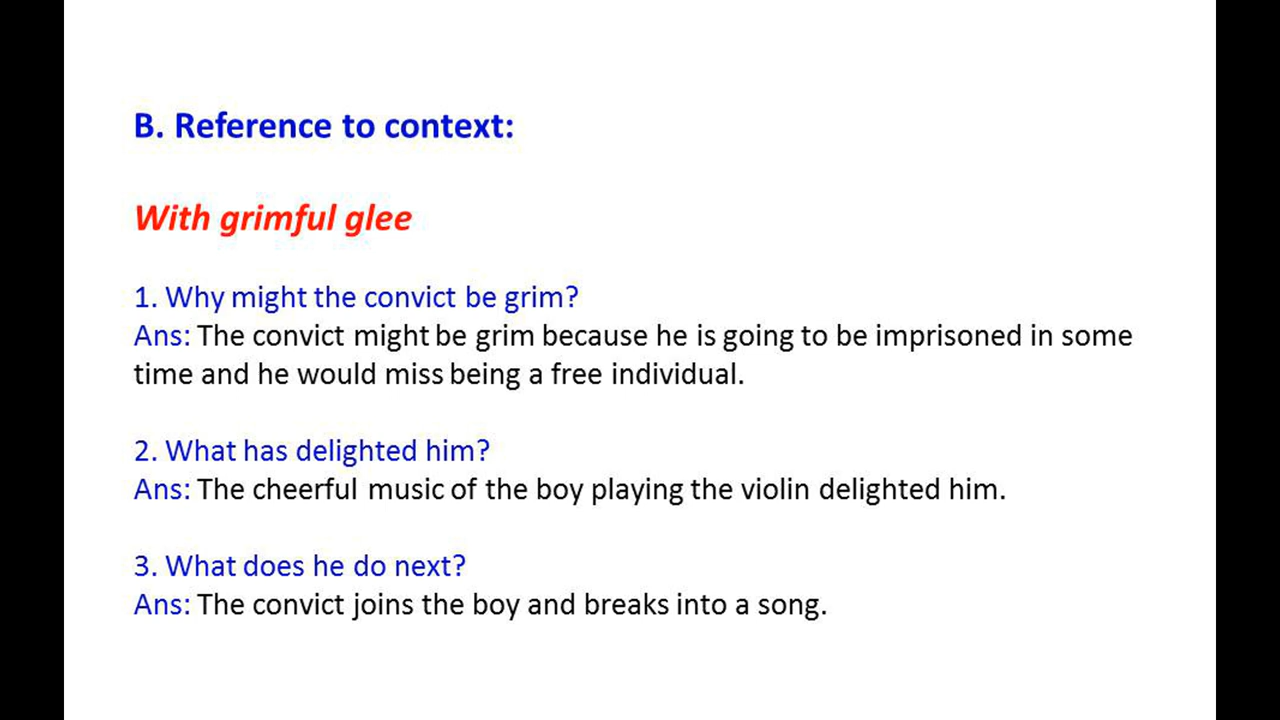 B. Reference to context:
With grimful glee
1. Why might the convict be grim?
Ans: The convict might be grim because he is going to be imprisoned in some
time and he would miss being a free individual.
2. What has delighted him?
Ans: The cheerful music of the boy playing the violin delighted him.
3. What does he do next?
Ans: The convict joins the boy and breaks into a song.